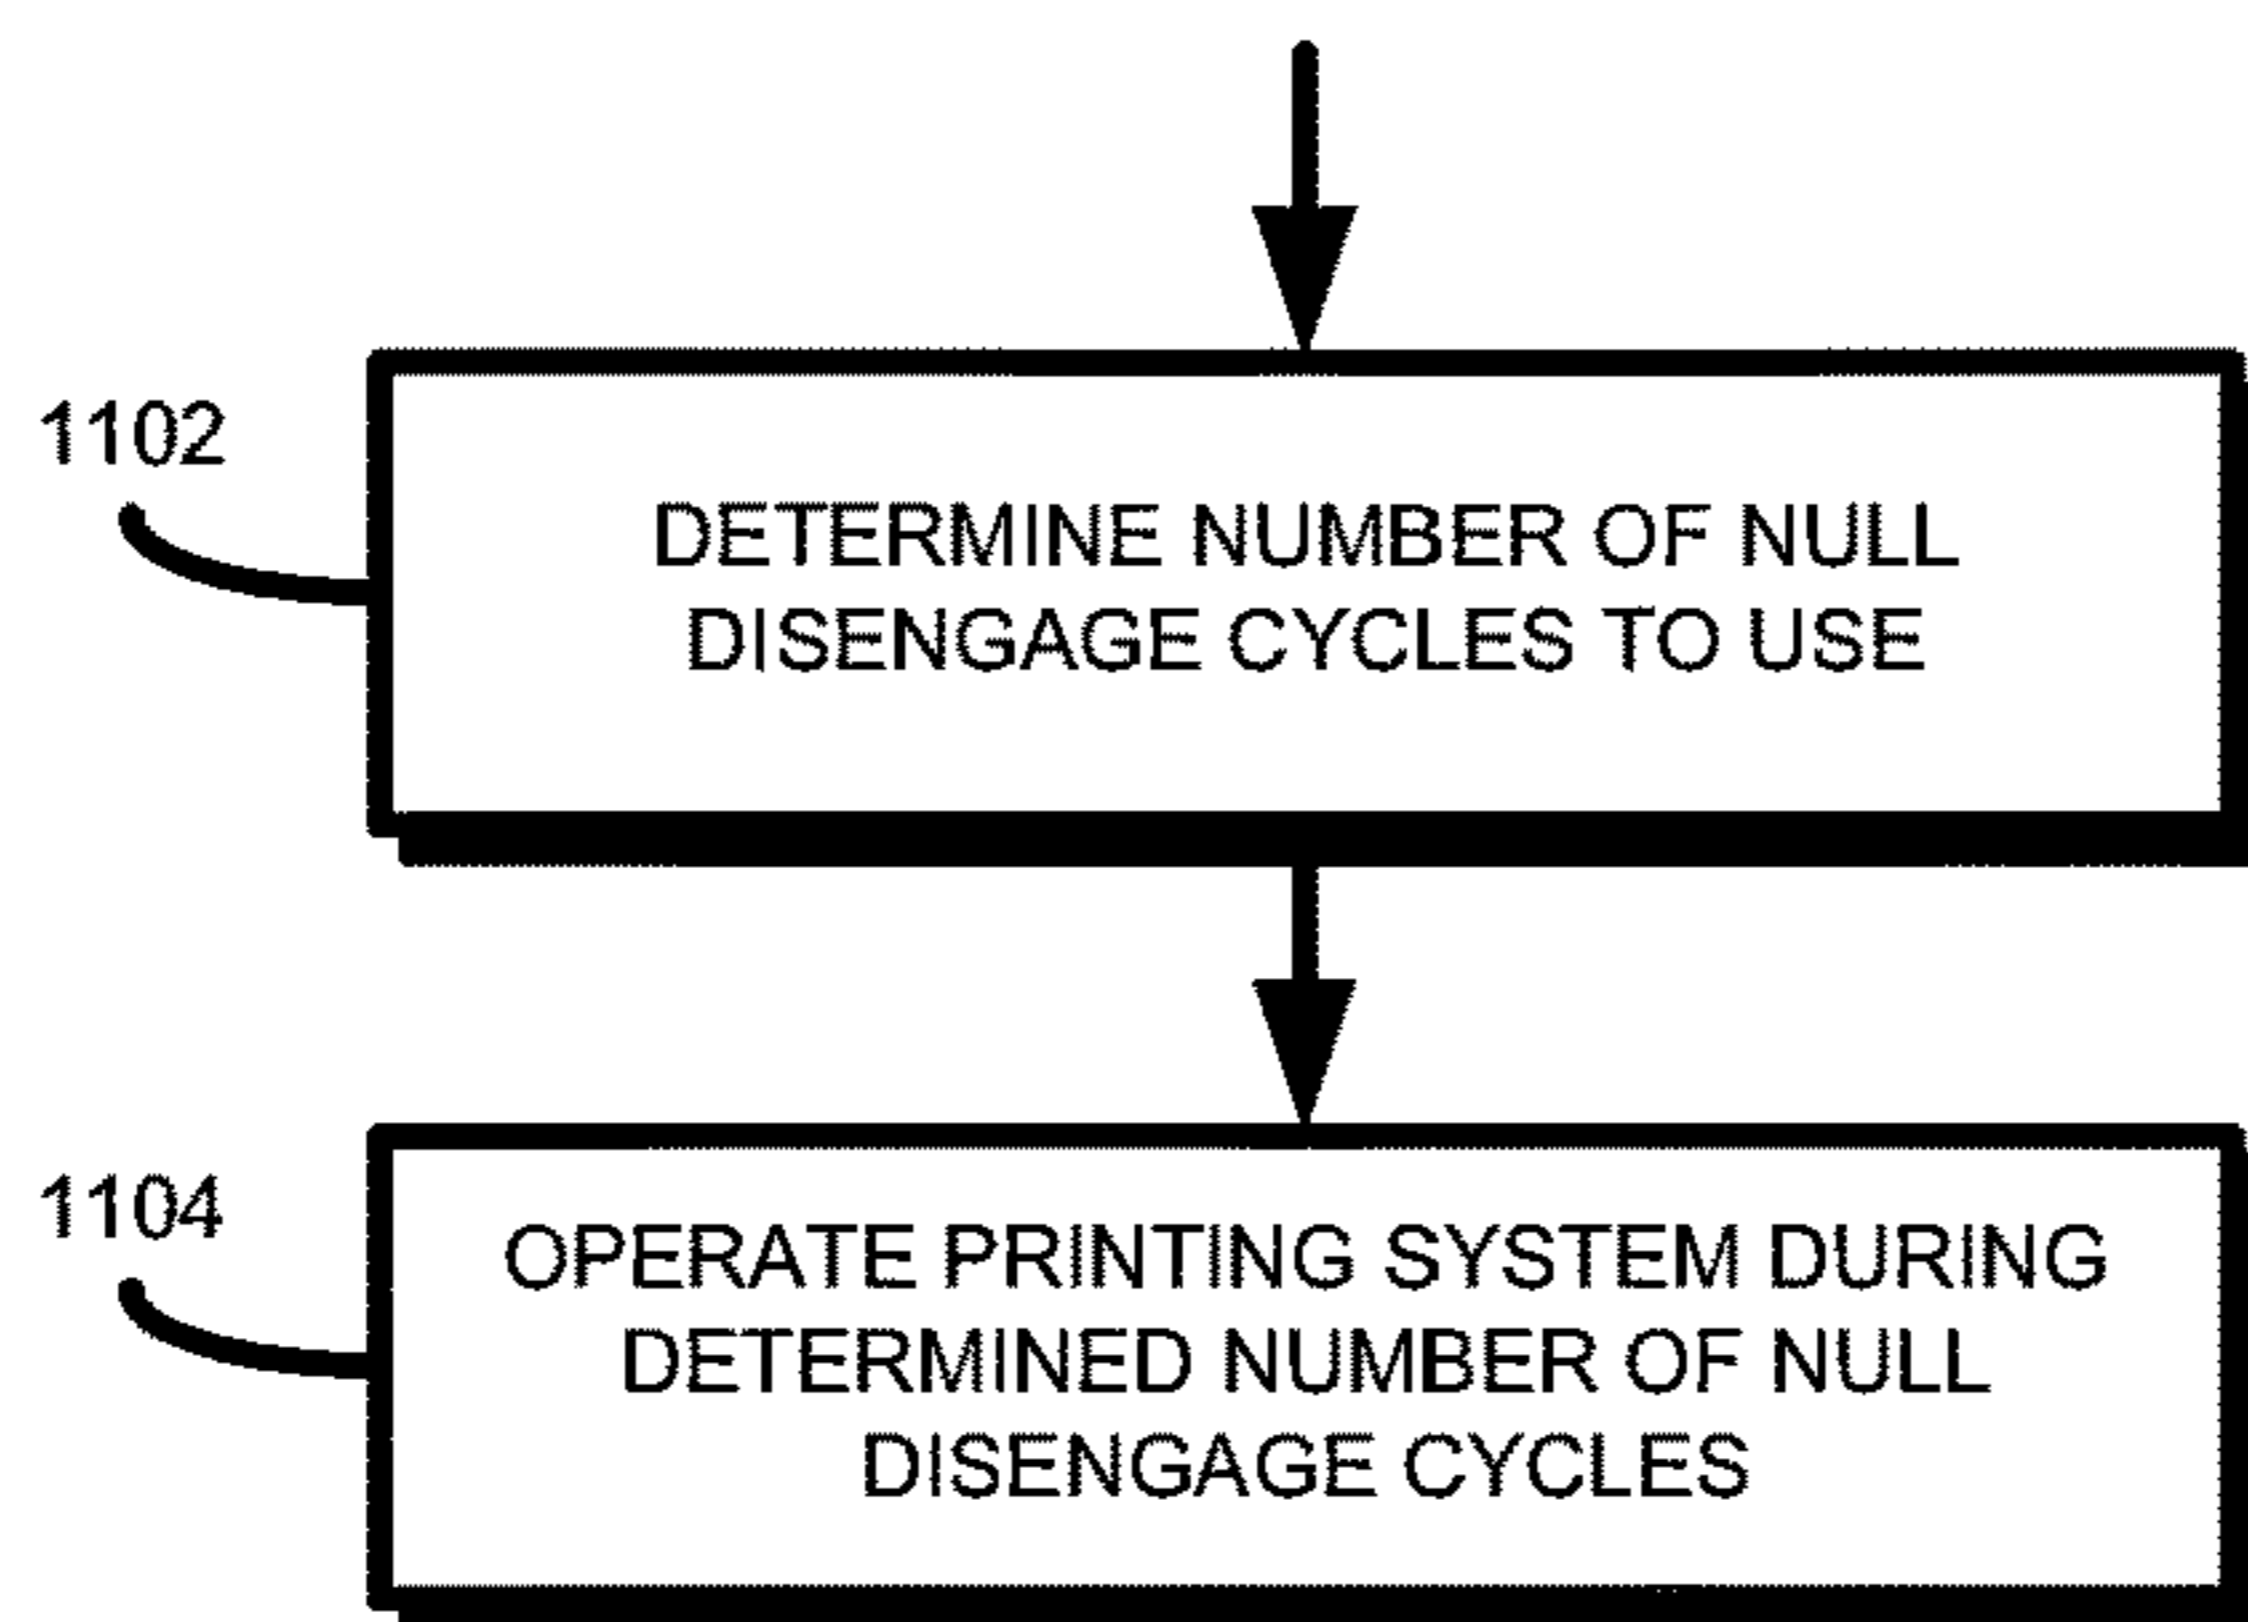 1102
DETERMINE NUMBER OF NULL
DISENGAGE CYCLES TO USE
1104
OPERATE PRINTING SYSTEM DURING
DETERMINED NUMBER OF NULL
DISENGAGE CYCLES